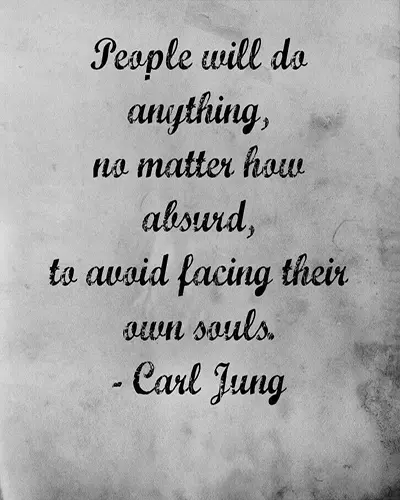 People will do
anything,
no matter how
absurd,
to avoid facing their
own souls.
- Carl Jung